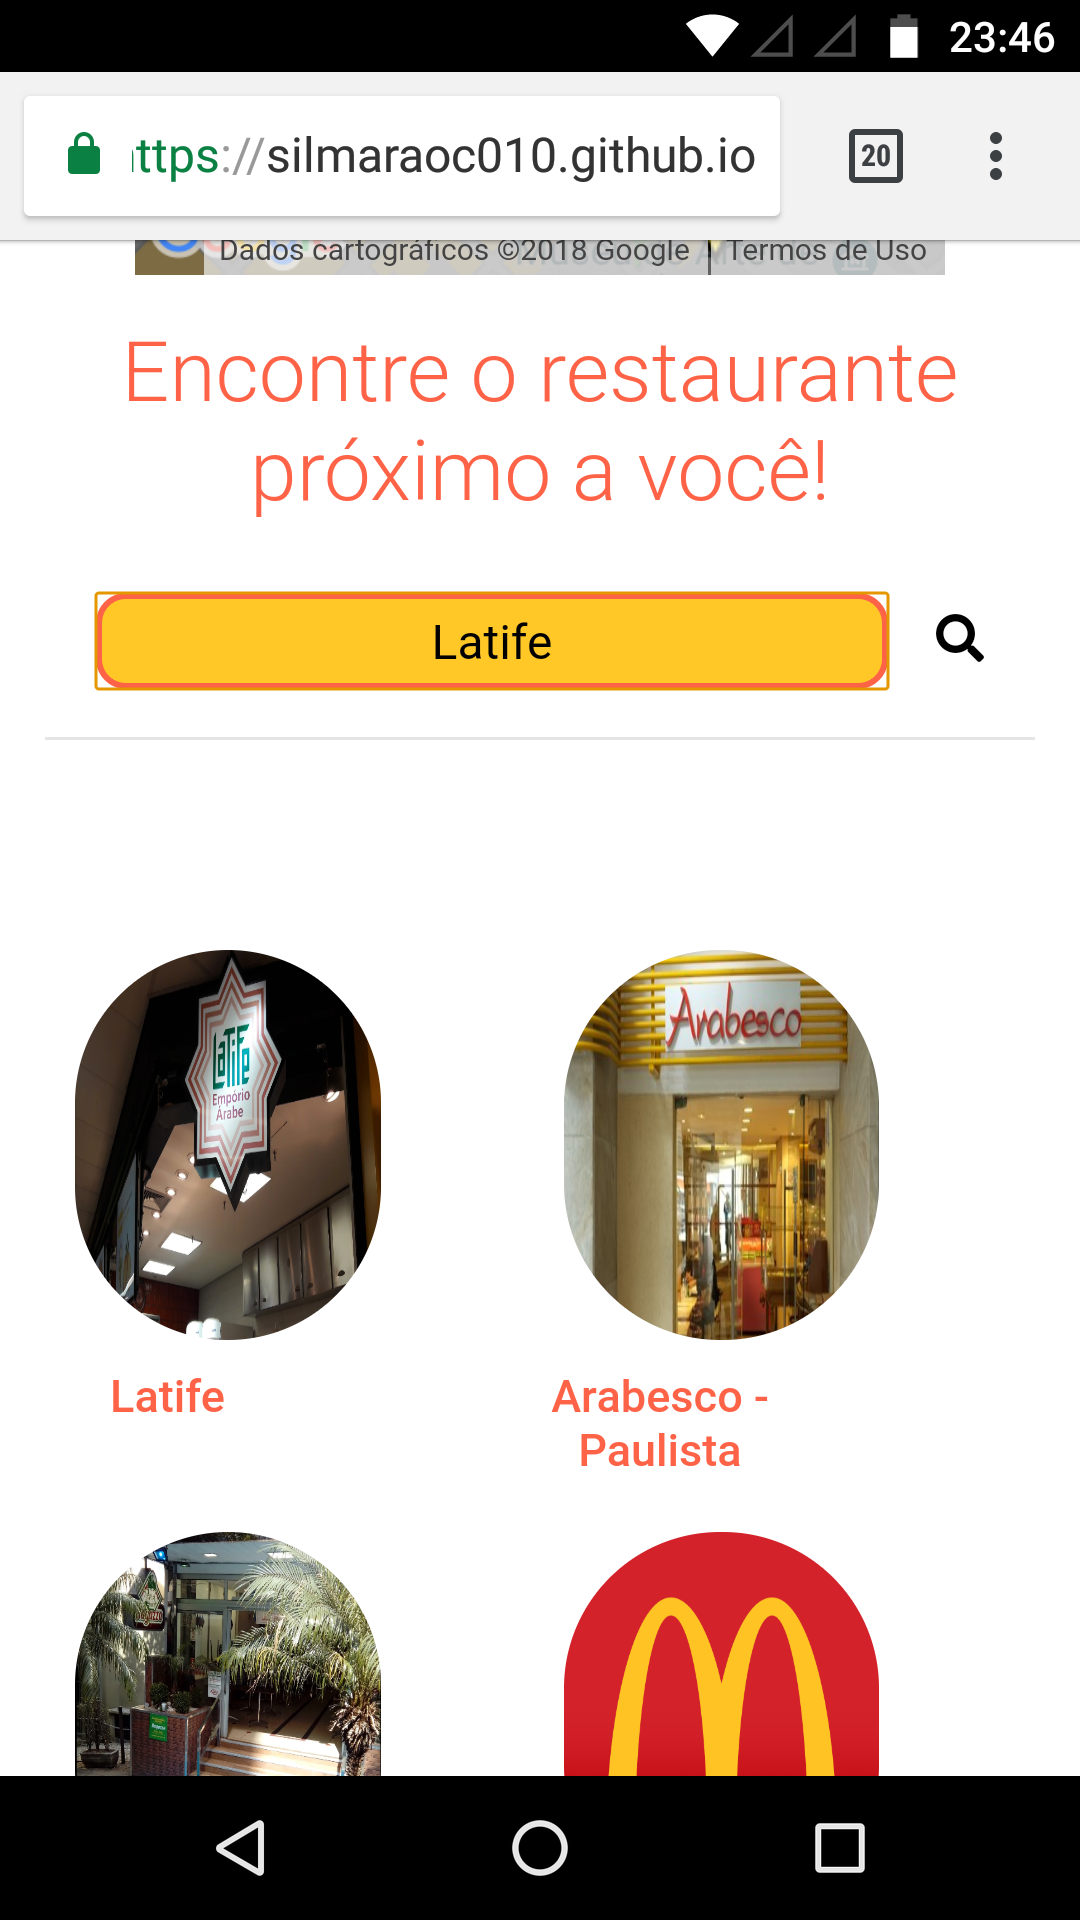 23:46
ttps://silmaraoc010.github.io
20
Dados cartográficos ©2018 Google
Termos de Uso
Encontre o restaurante
próximo a você!
Latife
LaTiFe
Empório
Árabe
Arabesco
Latife
Arabesco -
Paulista